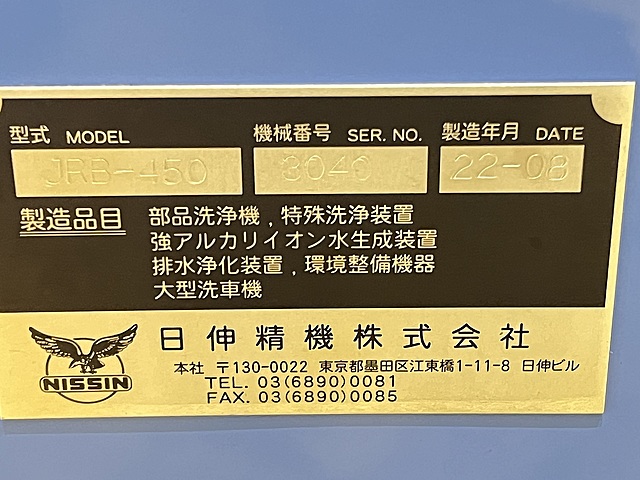 型式 MODEL 機械番号 SER. NO. 製造年月 DATE
JRB-450 3040 22-08
製造品目 部品洗浄機,特殊洗浄装置
強アルカリイオン水生成装置
排水浄化装置,環境整備機器
大型洗車機
NISSIN
日伸精機株式会社
本社 〒130-0022 東京都墨田区江東橋1-11-8 日伸ビル
TEL. 03(6890)0081
FAX. 03(6890)0085